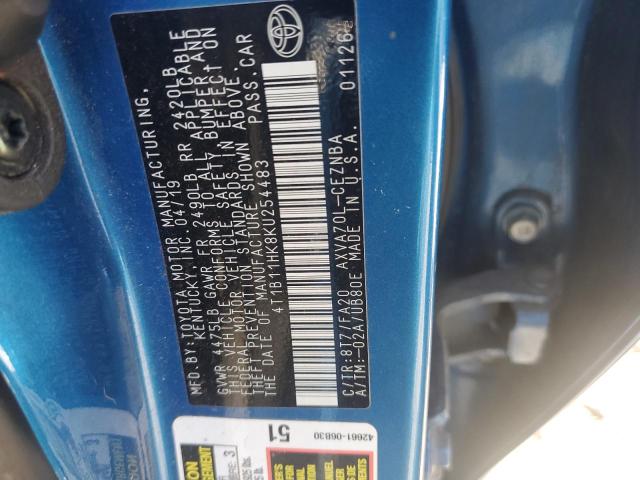 MFD.BY:TOYOTA MOTOR MANUFACTURING,
KENTUCKY, INC. 04/19
GVWR 4475LB GAWR FR 2490LB RR 2420LB
THIS VEHICLE CONFORMS TO ALL APPLICABLE
FEDERAL MOTOR VEHICLE SAFETY, BUMPER, AND
THEFT PREVENTION STANDARDS IN EFFECT ON
THE DATE OF MANUFACTURE SHOWN ABOVE.
4T1B11HK8KU254483 PASS.CAR
C/TR:8T7/FA20 AXVA70L-CEZNBA
A/TM:-02A/UB80E MADE IN U.S.A.
01126
51
42661-06B30